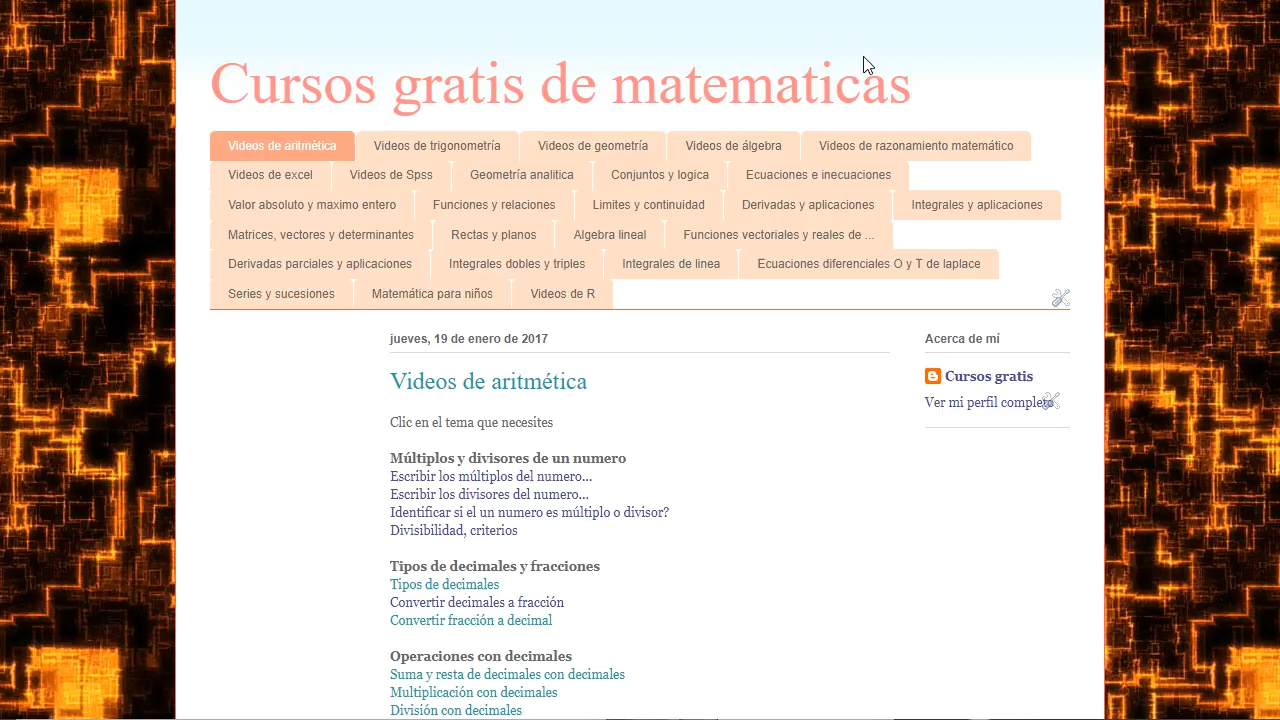 Cursos gratis de matematicas
Videos de aritmética Videos de trigonometría Videos de geometría Videos de álgebra Videos de razonamiento matemático
Videos de excel Videos de Spss Geometría analitica Conjuntos y logica Ecuaciones e inecuaciones
Valor absoluto y maximo entero Funciones y relaciones Limites y continuidad Derivadas y aplicaciones Integrales y aplicaciones
Matrices, vectores y determinantes Rectas y planos Algebra lineal Funciones vectoriales y reales de ...
Derivadas parciales y aplicaciones Integrales dobles y triples Integrales de linea Ecuaciones diferenciales O y T de laplace
Series y sucesiones Matemática para niños Videos de R
jueves, 19 de enero de 2017
Videos de aritmética
Clic en el tema que necesites
Múltiplos y divisores de un numero
Escribir los múltiplos del numero...
Escribir los divisores del numero...
Identificar si el un numero es múltiplo o divisor?
Divisibilidad, criterios
Tipos de decimales y fracciones
Tipos de decimales
Convertir decimales a fracción
Convertir fracción a decimal
Operaciones con decimales
Suma y resta de decimales con decimales
Multiplicación con decimales
División con decimales
Acerca de mí
Cursos gratis
Ver mi perfil completo